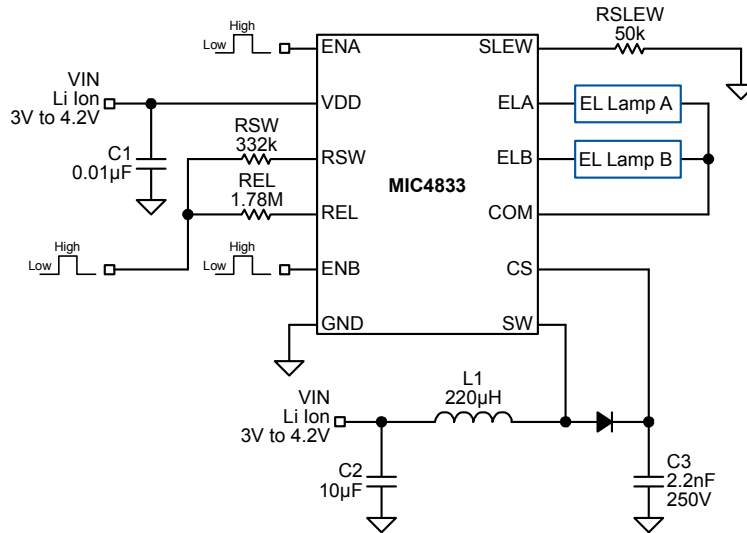 High
Low
ENA
SLEW
RSLEW
50k
VIN
Li Ion
3V to 4.2V
VDD
ELA
EL Lamp A
C1
0.01µF
RSW
332k
RSW
ELB
EL Lamp B
MIC4833
REL
1.78M
REL
COM
High
Low
High
Low
ENB
CS
GND
SW
VIN
Li Ion
3V to 4.2V
L1
220µH
C2
10µF
C3
2.2nF
250V